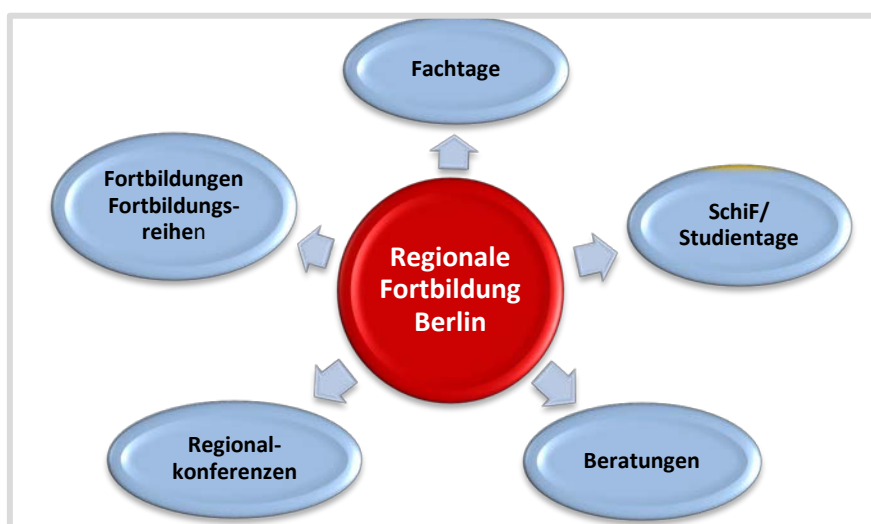 Fachtage
Fortbildungen
Fortbildungs-
reihen
SchiF/
Studientage
Regionale
Fortbildung
Berlin
Regional-
konferenzen
Beratungen